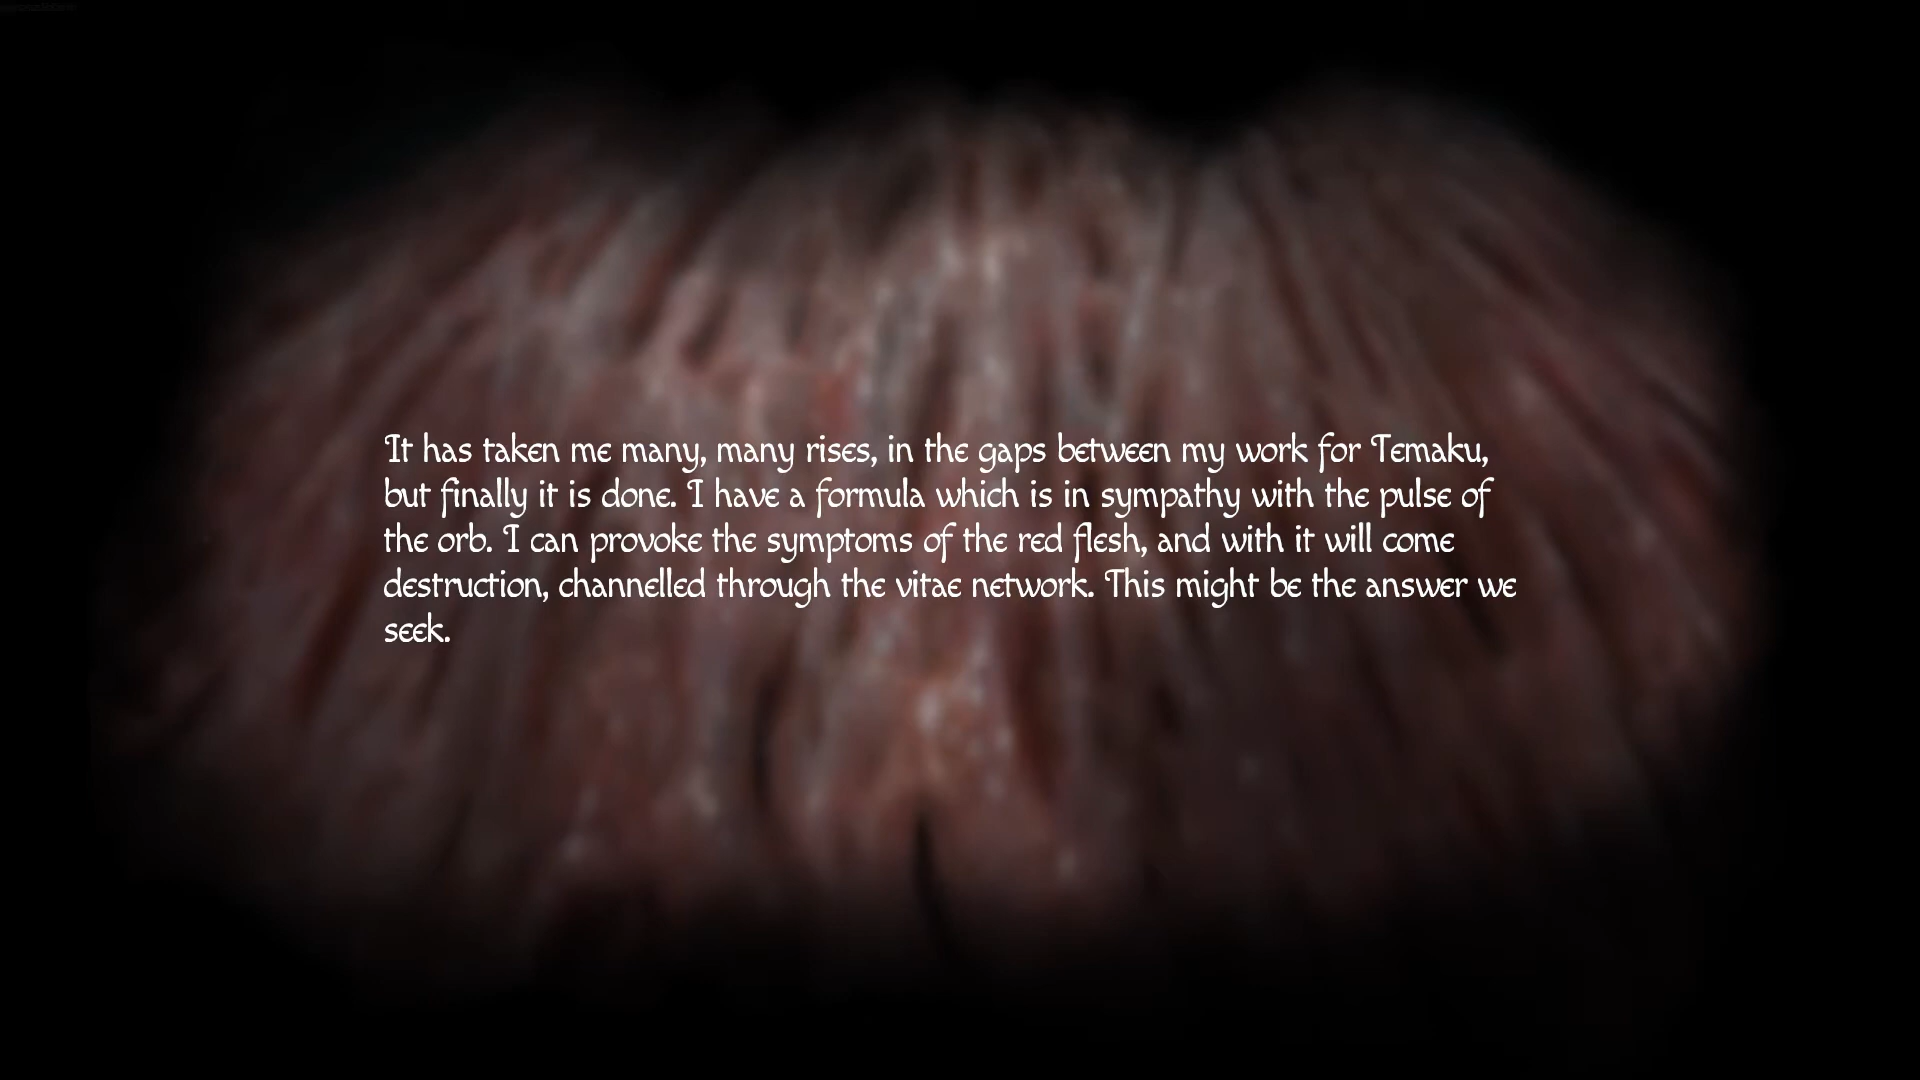 It has taken me many, many rises, in the gaps between my work for Temaku,
but finally it is done. I have a formula which is in sympathy with the pulse of
the orb. I can provoke the symptoms of the red flesh, and with it will come
destruction, channelled through the vitae network. This might be the answer we
seek.